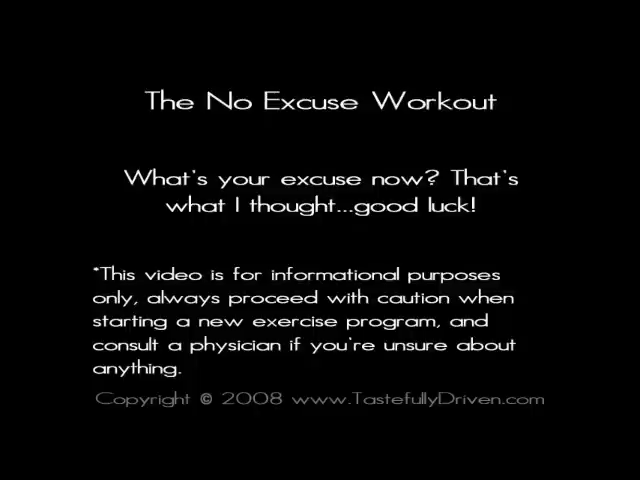 The No Excuse Workout
What's your excuse now? That's
what I thought...good luck!
*This video is for informational purposes
only, always proceed with caution when
starting a new exercise program, and
consult a physician if you're unsure about
anything.
Copyright © 2008 www.TastefullyDriven.com